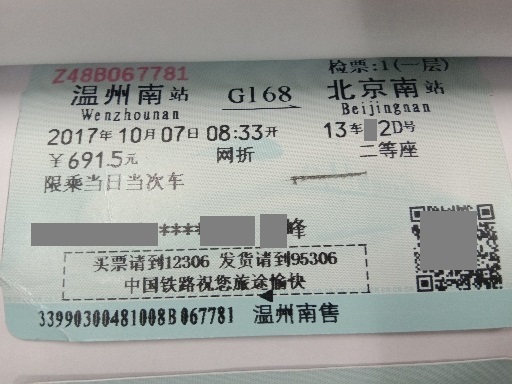 Z48B067781 检票:1(一层)
温州南站 G168 北京南站
Wenzhounan Beijingnan
2017年10月07日08:33开 13车 2D号
￥691.5元 网折 二等座
限乘当日当次车
**** 峰
买票请到12306 发货请到95306
中国铁路祝您旅途愉快
33990300481008B067781 温州南售